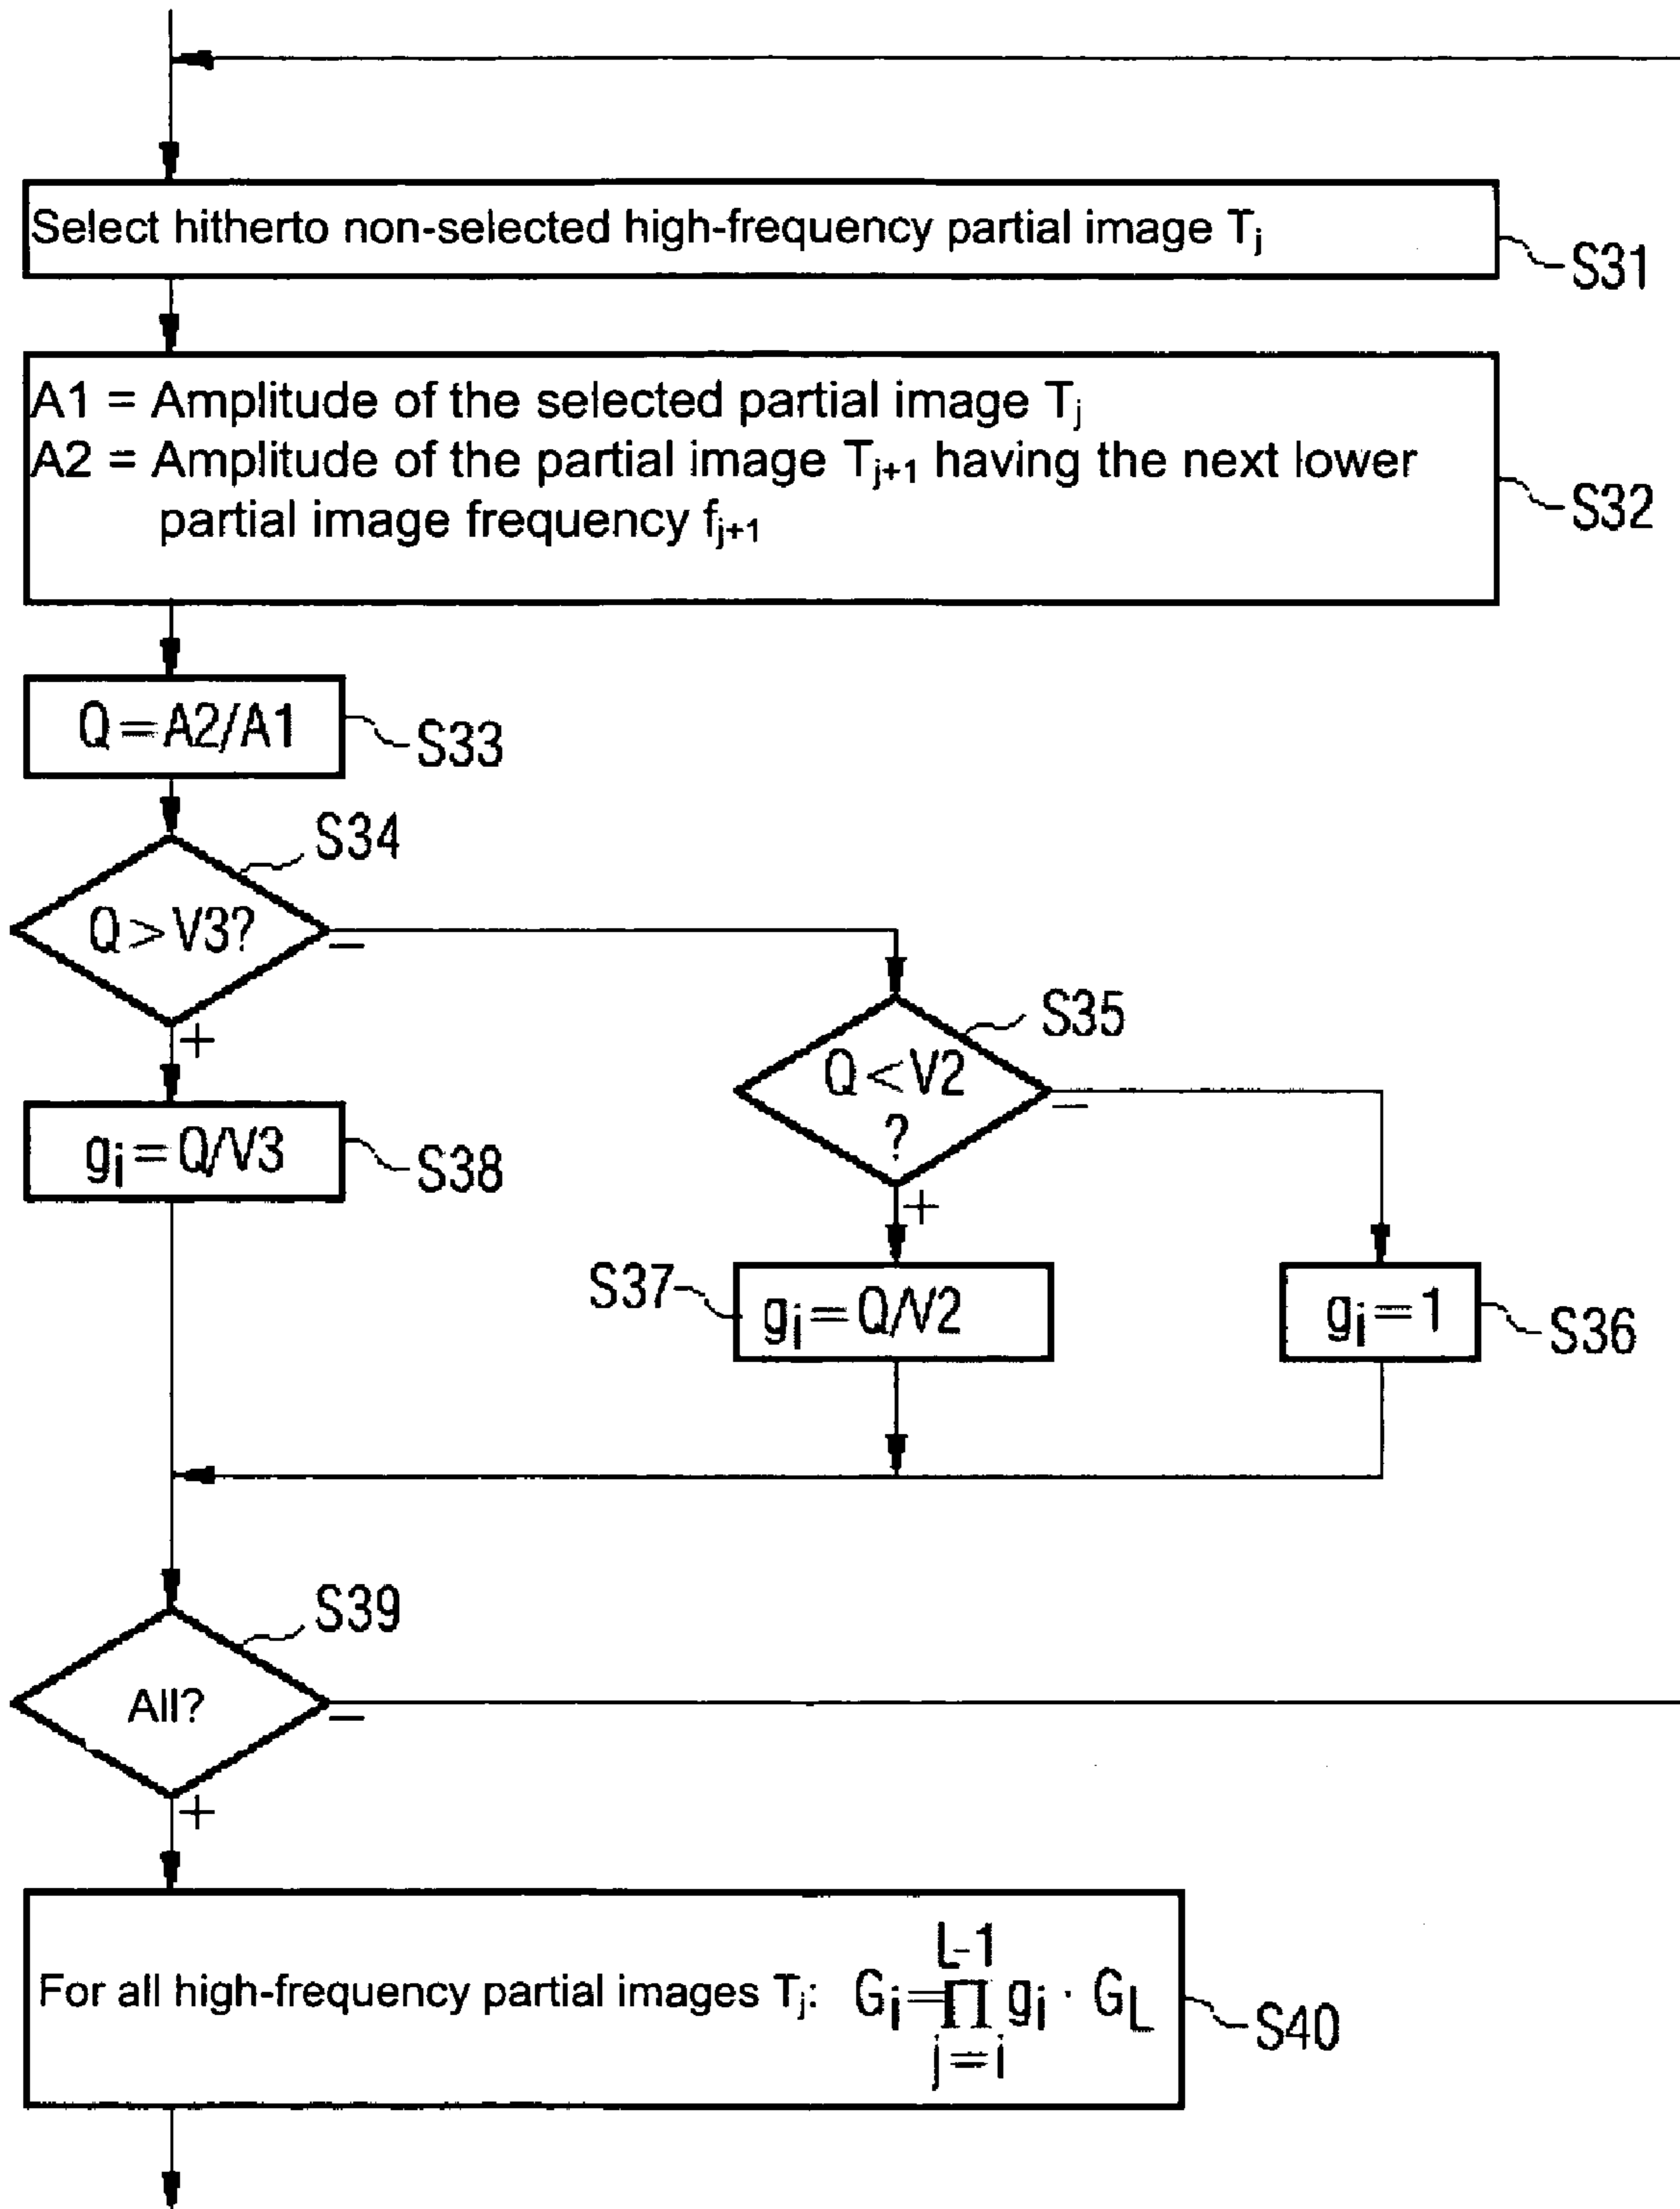 Select hitherto non-selected high-frequency partial image Tj
S31
A1 = Amplitude of the selected partial image Tj
A2 = Amplitude of the partial image Tj+1 having the next lower
partial image frequency fj+1
S32
Q=A2/A1
S33
S34
Q>V3?
−
+
S35
Q<V2
?
−
+
gi=Q/V3
S38
S37
gi=Q/V2
gi=1
S36
S39
All?
−
+
For all high-frequency partial images Tj: Gi=∏ gi · GL
L-1
j=i
S40